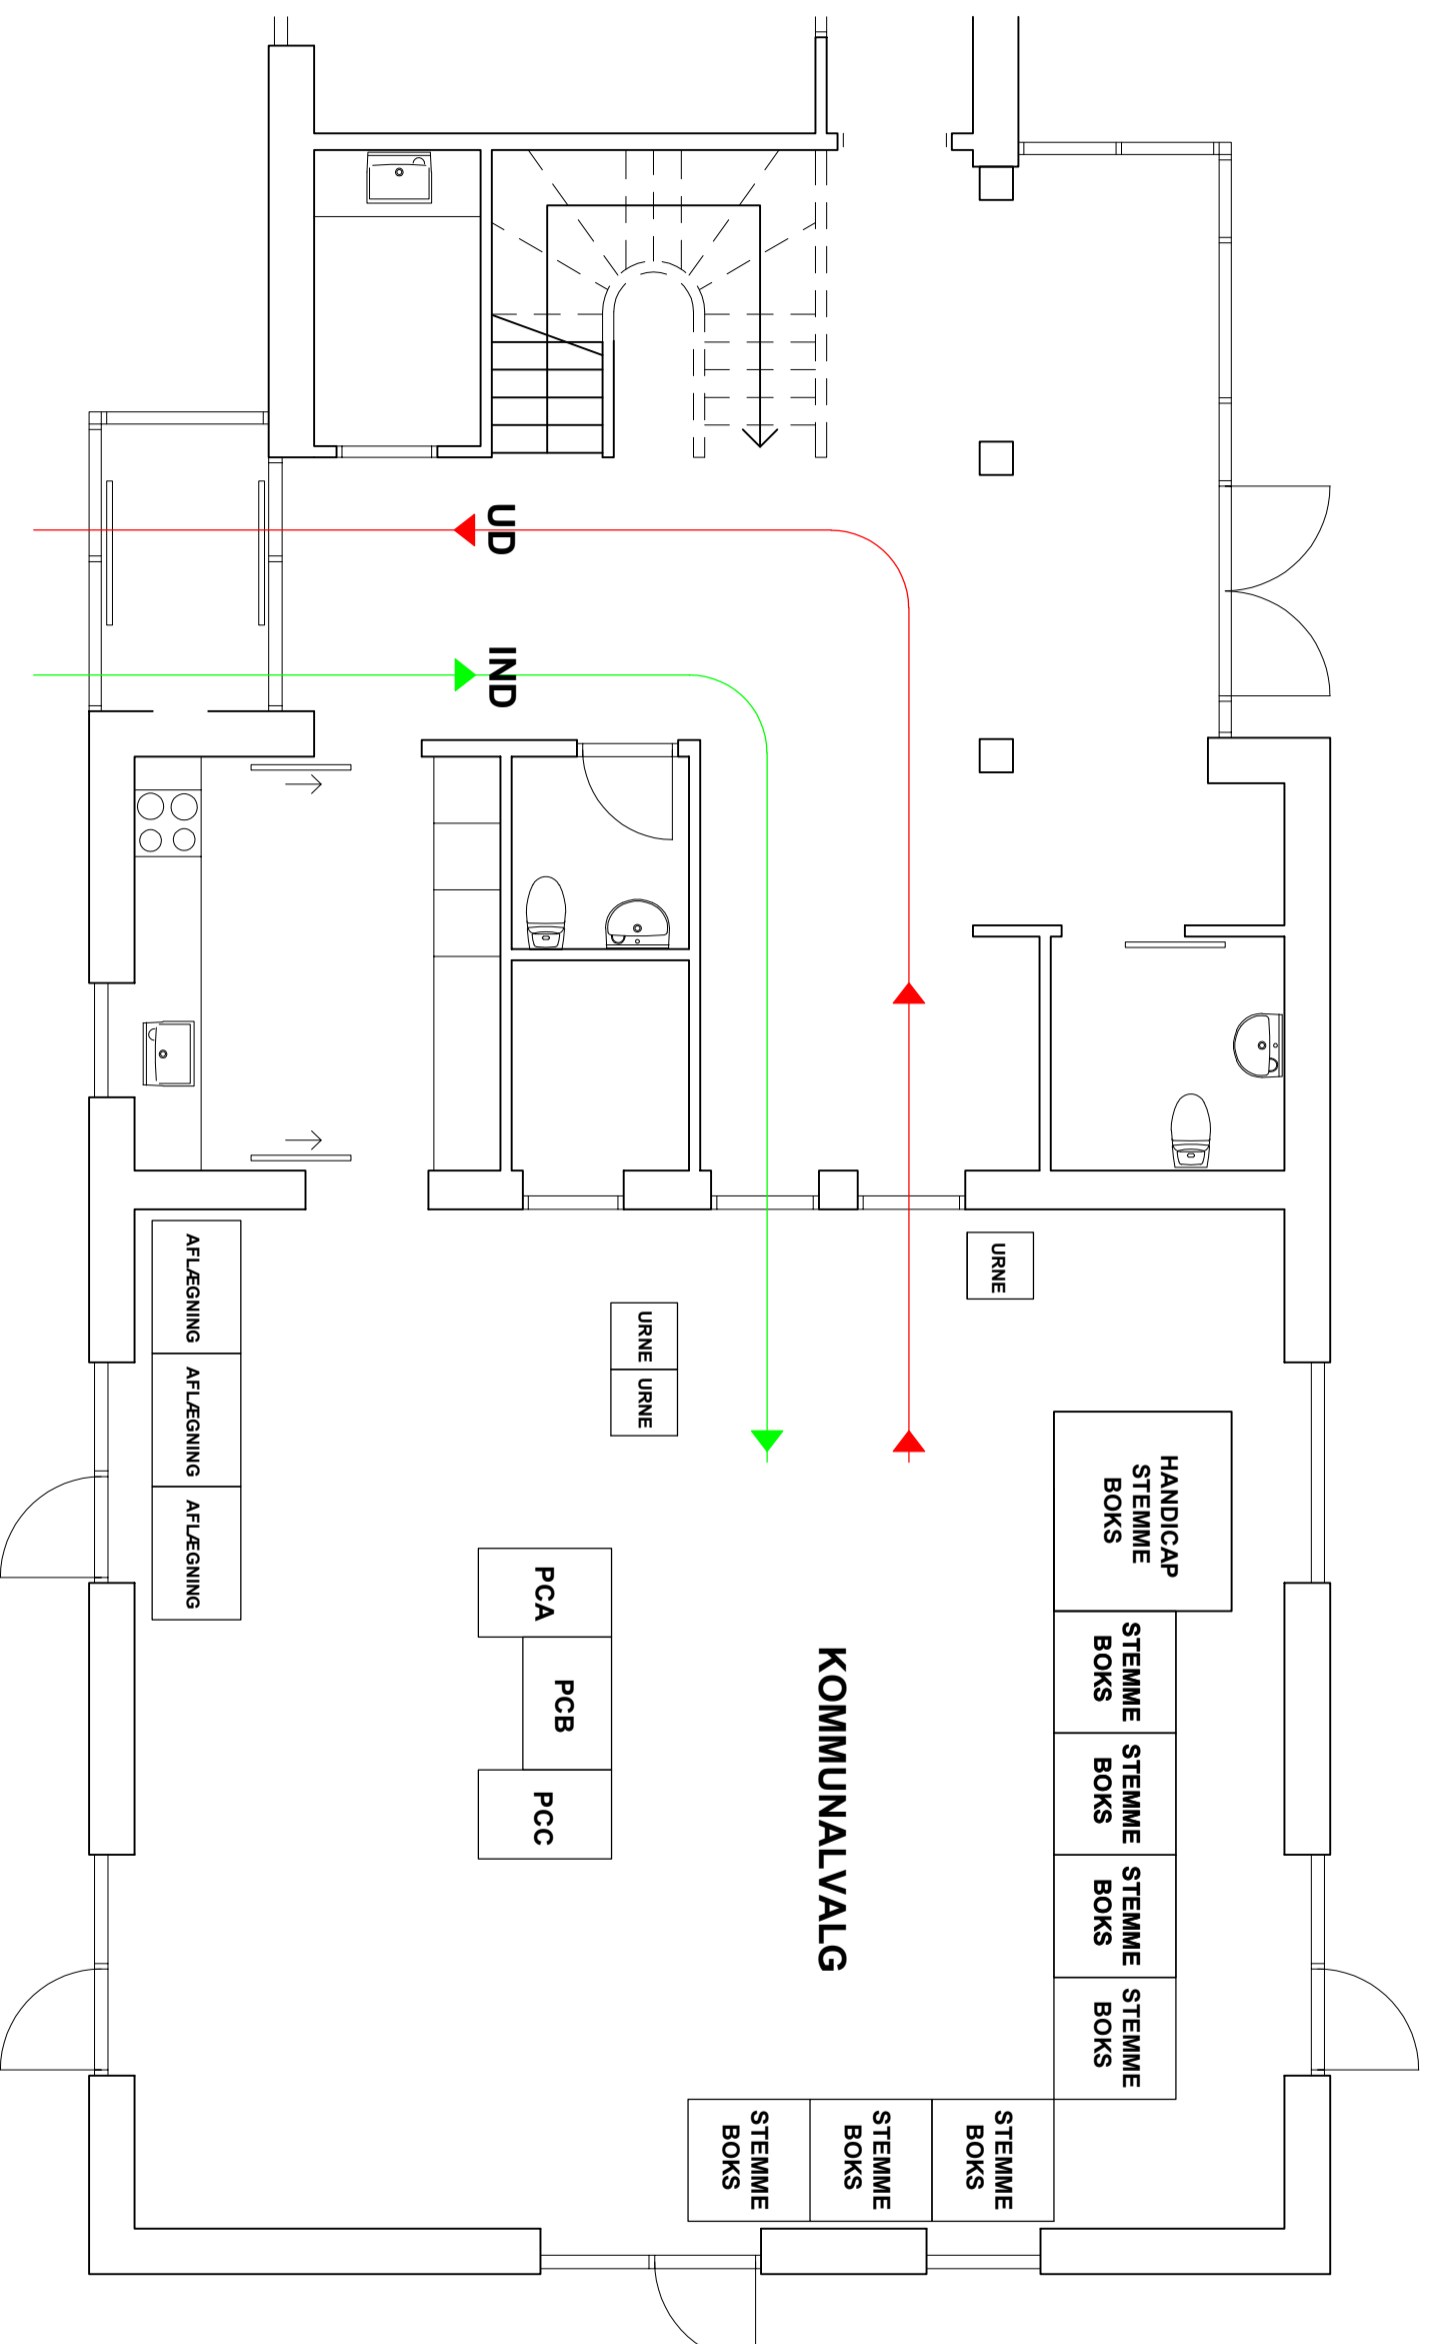 UD
IND
URNE
URNE
URNE
AFLÆGNING
AFLÆGNING
AFLÆGNING
HANDICAP
STEMME
BOKS
PCA
PCB
PCC
KOMMUNALVALG
STEMME
BOKS
STEMME
BOKS
STEMME
BOKS
STEMME
BOKS
STEMME
BOKS
STEMME
BOKS
STEMME
BOKS